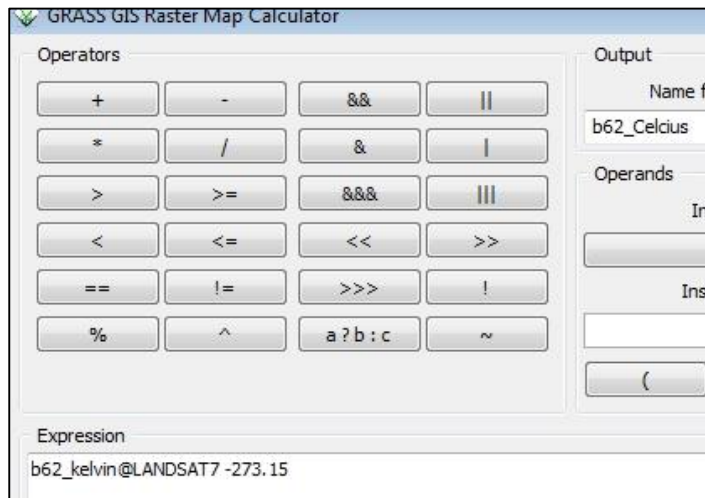 GRASS GIS Raster Map Calculator
Operators
+ - && ||
* / & |
> >= &&& |||
< <= << >>
== != >>> !
% ^ a?b:c ~
Output
Name f
b62_Celcius
Operands
In
Ins
(
Expression
b62_kelvin@LANDSAT7 -273.15